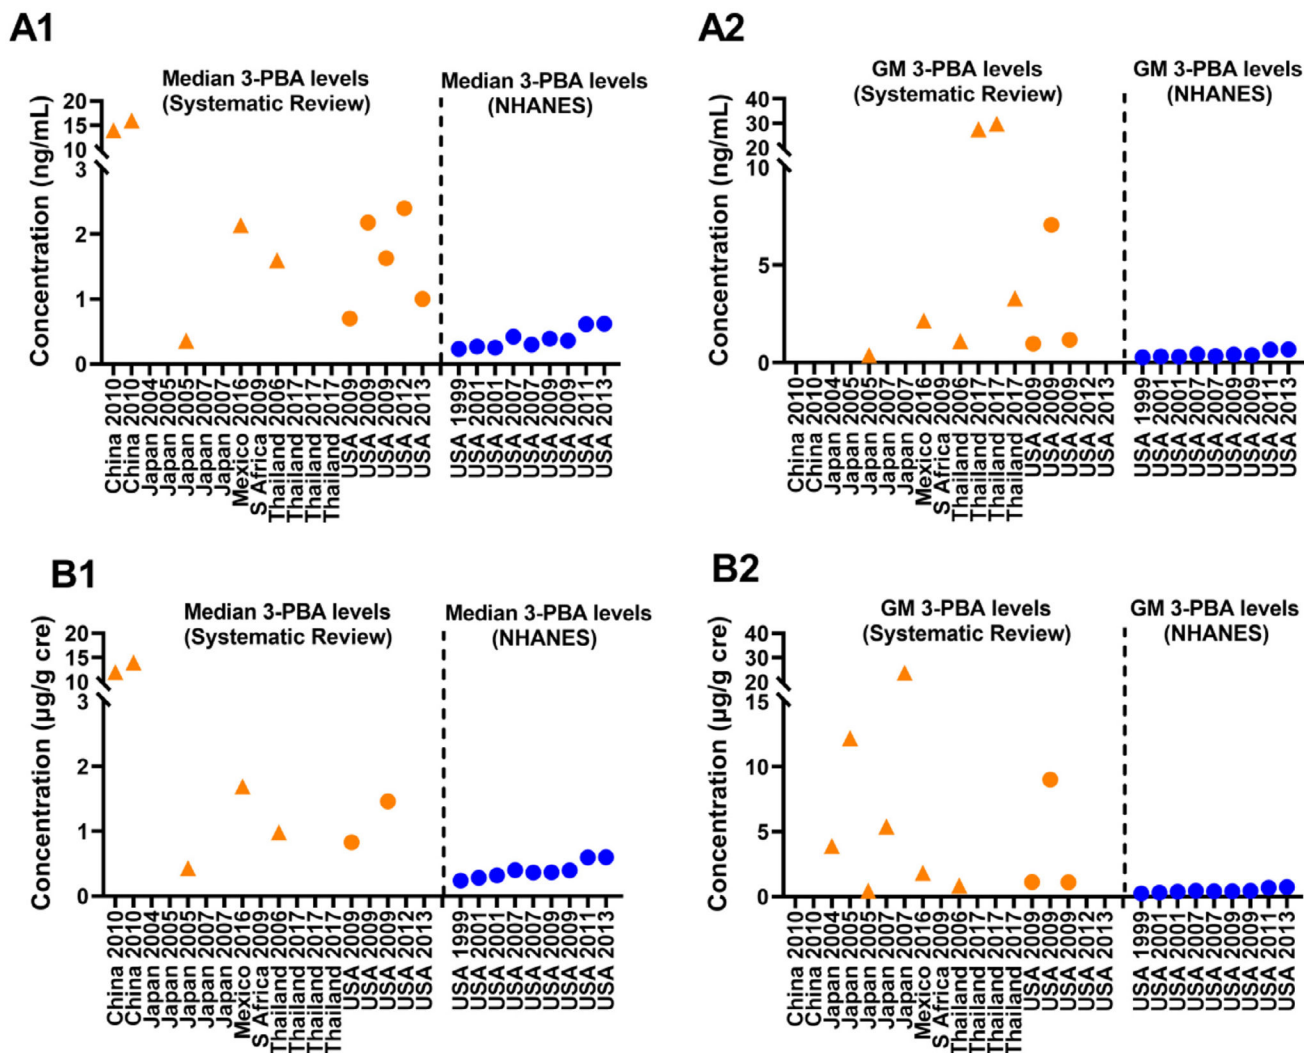 A1
Median 3-PBA levels
(Systematic Review)
Median 3-PBA levels
(NHANES)
Concentration (ng/mL)
20
15
10
3
2
1
0
China 2010
China 2010
Japan 2004
Japan 2005
Japan 2005
Japan 2007
Japan 2007
Mexico 2016
S Africa 2009
Thailand 2006
Thailand 2017
Thailand 2017
Thailand 2017
USA 2009
USA 2009
USA 2009
USA 2012
USA 2013
USA 1999
USA 2001
USA 2001
USA 2007
USA 2007
USA 2009
USA 2009
USA 2011
USA 2013
A2
GM 3-PBA levels
(Systematic Review)
GM 3-PBA levels
(NHANES)
Concentration (ng/mL)
40
30
20
10
5
0
China 2010
China 2010
Japan 2004
Japan 2005
Japan 2005
Japan 2007
Japan 2007
Mexico 2016
S Africa 2009
Thailand 2006
Thailand 2017
Thailand 2017
Thailand 2017
USA 2009
USA 2009
USA 2009
USA 2012
USA 2013
USA 1999
USA 2001
USA 2001
USA 2007
USA 2007
USA 2009
USA 2009
USA 2011
USA 2013
B1
Median 3-PBA levels
(Systematic Review)
Median 3-PBA levels
(NHANES)
Concentration (µg/g cre)
20
15
10
3
2
1
0
China 2010
China 2010
Japan 2004
Japan 2005
Japan 2005
Japan 2007
Japan 2007
Mexico 2016
S Africa 2009
Thailand 2006
Thailand 2017
Thailand 2017
Thailand 2017
USA 2009
USA 2009
USA 2009
USA 2012
USA 2013
USA 1999
USA 2001
USA 2001
USA 2007
USA 2007
USA 2009
USA 2009
USA 2011
USA 2013
B2
GM 3-PBA levels
(Systematic Review)
GM 3-PBA levels
(NHANES)
Concentration (µg/g cre)
40
30
20
15
10
5
0
China 2010
China 2010
Japan 2004
Japan 2005
Japan 2005
Japan 2007
Japan 2007
Mexico 2016
S Africa 2009
Thailand 2006
Thailand 2017
Thailand 2017
Thailand 2017
USA 2009
USA 2009
USA 2009
USA 2012
USA 2013
USA 1999
USA 2001
USA 2001
USA 2007
USA 2007
USA 2009
USA 2009
USA 2011
USA 2013